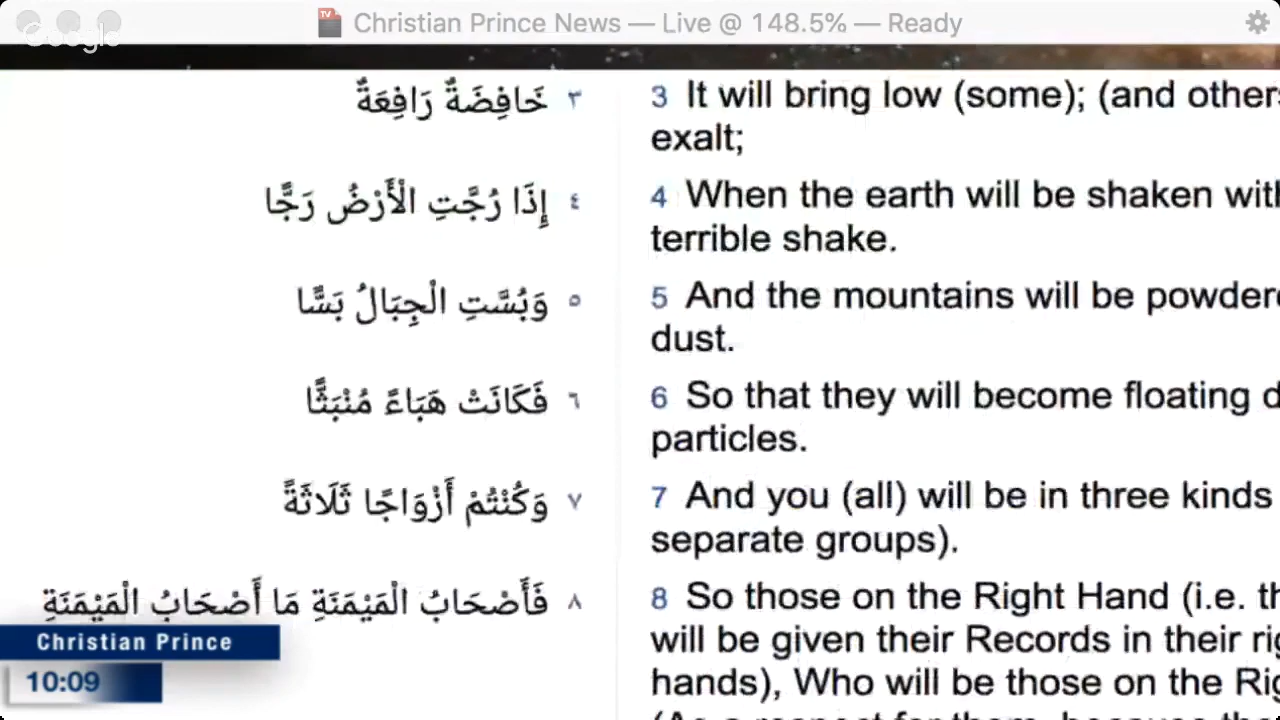 Christian Prince News — Live @ 148.5% — Ready
Google
خَافِضَةٌ رَافِعَةٌ ٣
3 It will bring low (some); (and others
exalt;
إِذَا رُجَّتِ الْأَرْضُ رَجًّا ٤
4 When the earth will be shaken with
terrible shake.
وَبُسَّتِ الْجِبَالُ بَسًّا ٥
5 And the mountains will be powdere
dust.
فَكَانَتْ هَبَاءً مُنْبَثًّا ٦
6 So that they will become floating d
particles.
وَكُنْتُمْ أَزْوَاجًا ثَلَاثَةً ٧
7 And you (all) will be in three kinds
separate groups).
فَأَصْحَابُ الْمَيْمَنَةِ مَا أَصْحَابُ الْمَيْمَنَةِ ٨
8 So those on the Right Hand (i.e. th
will be given their Records in their rig
hands), Who will be those on the Rig
Christian Prince
10:09